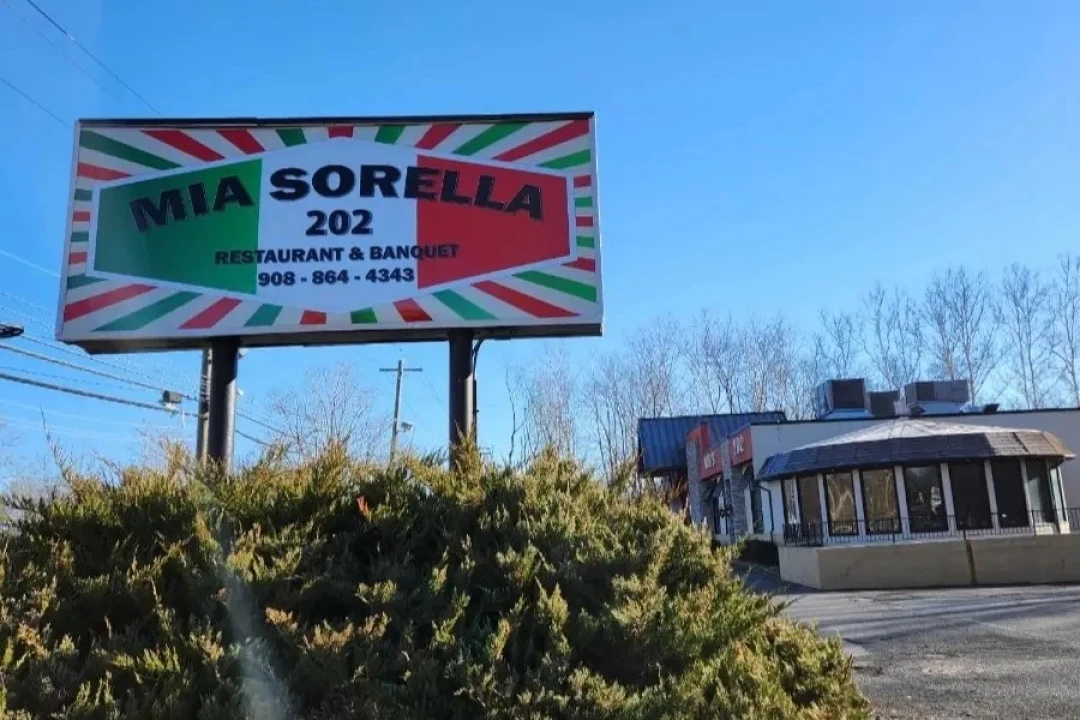 MIA SORELLA
202
RESTAURANT & BANQUET
908 - 864 - 4343